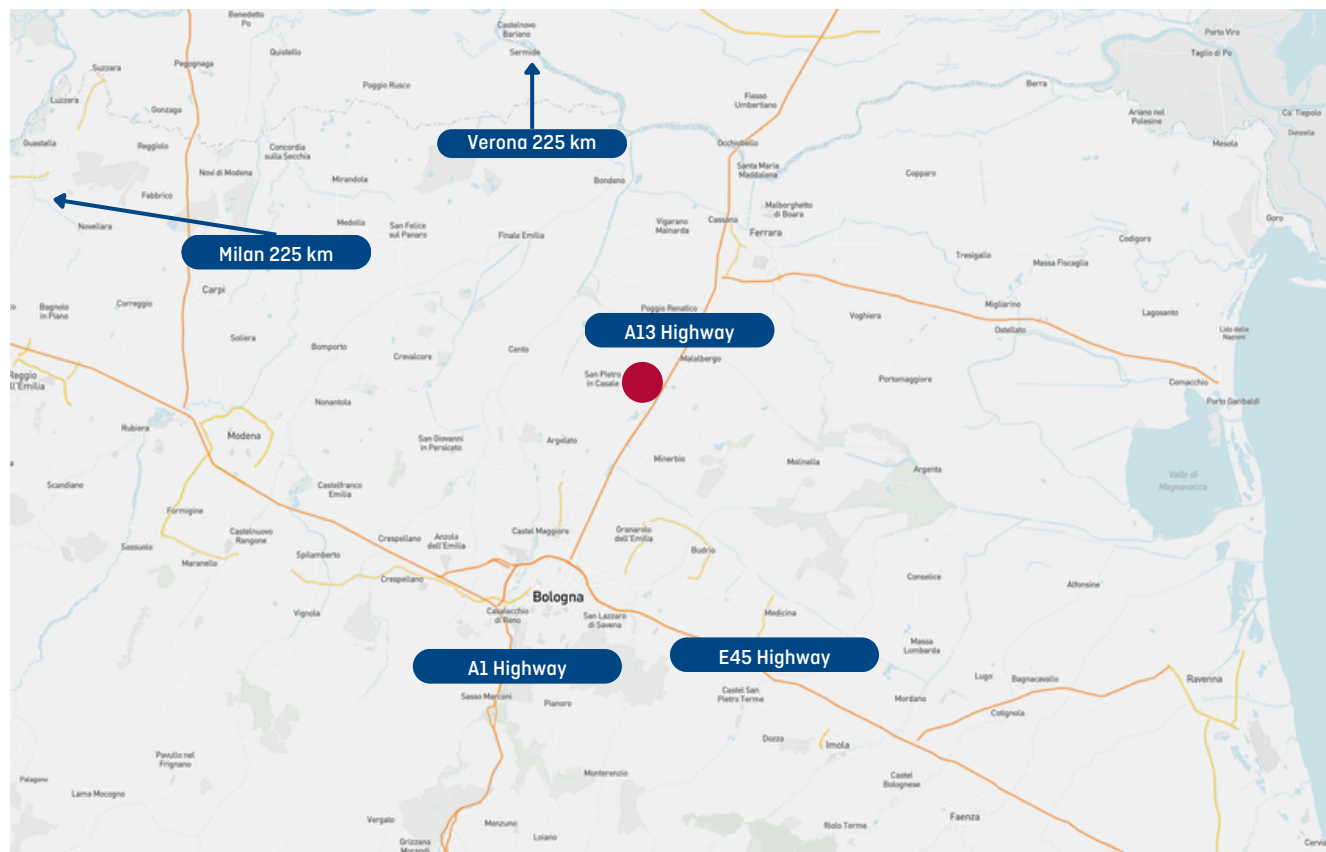 Benedetto
Po
Castelnovo
Bariano
Porto Viro
Quistello
Sermide
Taglio di Po
Suzzara
Pegognaga
Poggio Rusco
Berra
Luzzara
Gonzaga
Fiesso
Umbertiano
Ariano nel
Polesine
Ca' Tiepolo
Donzella
Guastalla
Reggiolo
Concordia
sulla Secchia
Verona 225 km
Occhiobello
Mesola
Novi di Modena
Mirandola
Bondeno
Santa Maria
Maddalena
Copparo
Fabbrico
Novellara
Medolla
San Felice
sul Panaro
Finale Emilia
Vigarano
Mainarda
Cassana
Malborghetto
di Boara
Ferrara
Goro
Codigoro
Milan 225 km
Tresigallo
Massa Fiscaglia
Carpi
Bagnolo
in Piano
Correggio
Poggio Renatico
Voghiera
Migliarino
Ostellato
Lagosanto
Soliera
Bomporto
Crevalcore
Cento
A13 Highway
Lido delle
Nazioni
Malalbergo
Reggio
ll'Emilia
San Pietro
in Casale
Portomaggiore
Comacchio
Porto Garibaldi
Nonantola
Rubiera
Modena
San Giovanni
in Persiceto
Argelato
Minerbio
Molinella
Argenta
Valle di
Magnavacca
Scandiano
Castelfranco
Emilia
Formigine
Castelnuovo
Rangone
Crespellano
Anzola
dell'Emilia
Castel Maggiore
Granarolo
dell'Emilia
Budrio
Sassuolo
Maranello
Spilamberto
Crespellano
Conselice
Alfonsine
Bologna
Vignola
Casalecchio
di Reno
San Lazzaro
di Savena
Medicina
Massa
Lombarda
A1 Highway
E45 Highway
Lugo
Bagnacavallo
Ravenna
Sasso Marconi
Pianoro
Castel San
Pietro Terme
Mordano
Cotignola
Dozza
Imola
Pavullo nel
Frignano
Palagano
Lama Mocogno
Monterenzio
Castel
Bolognese
Vergato
Monzuno
Loiano
Riolo Terme
Faenza
Grizzana
Morandi
Cervia